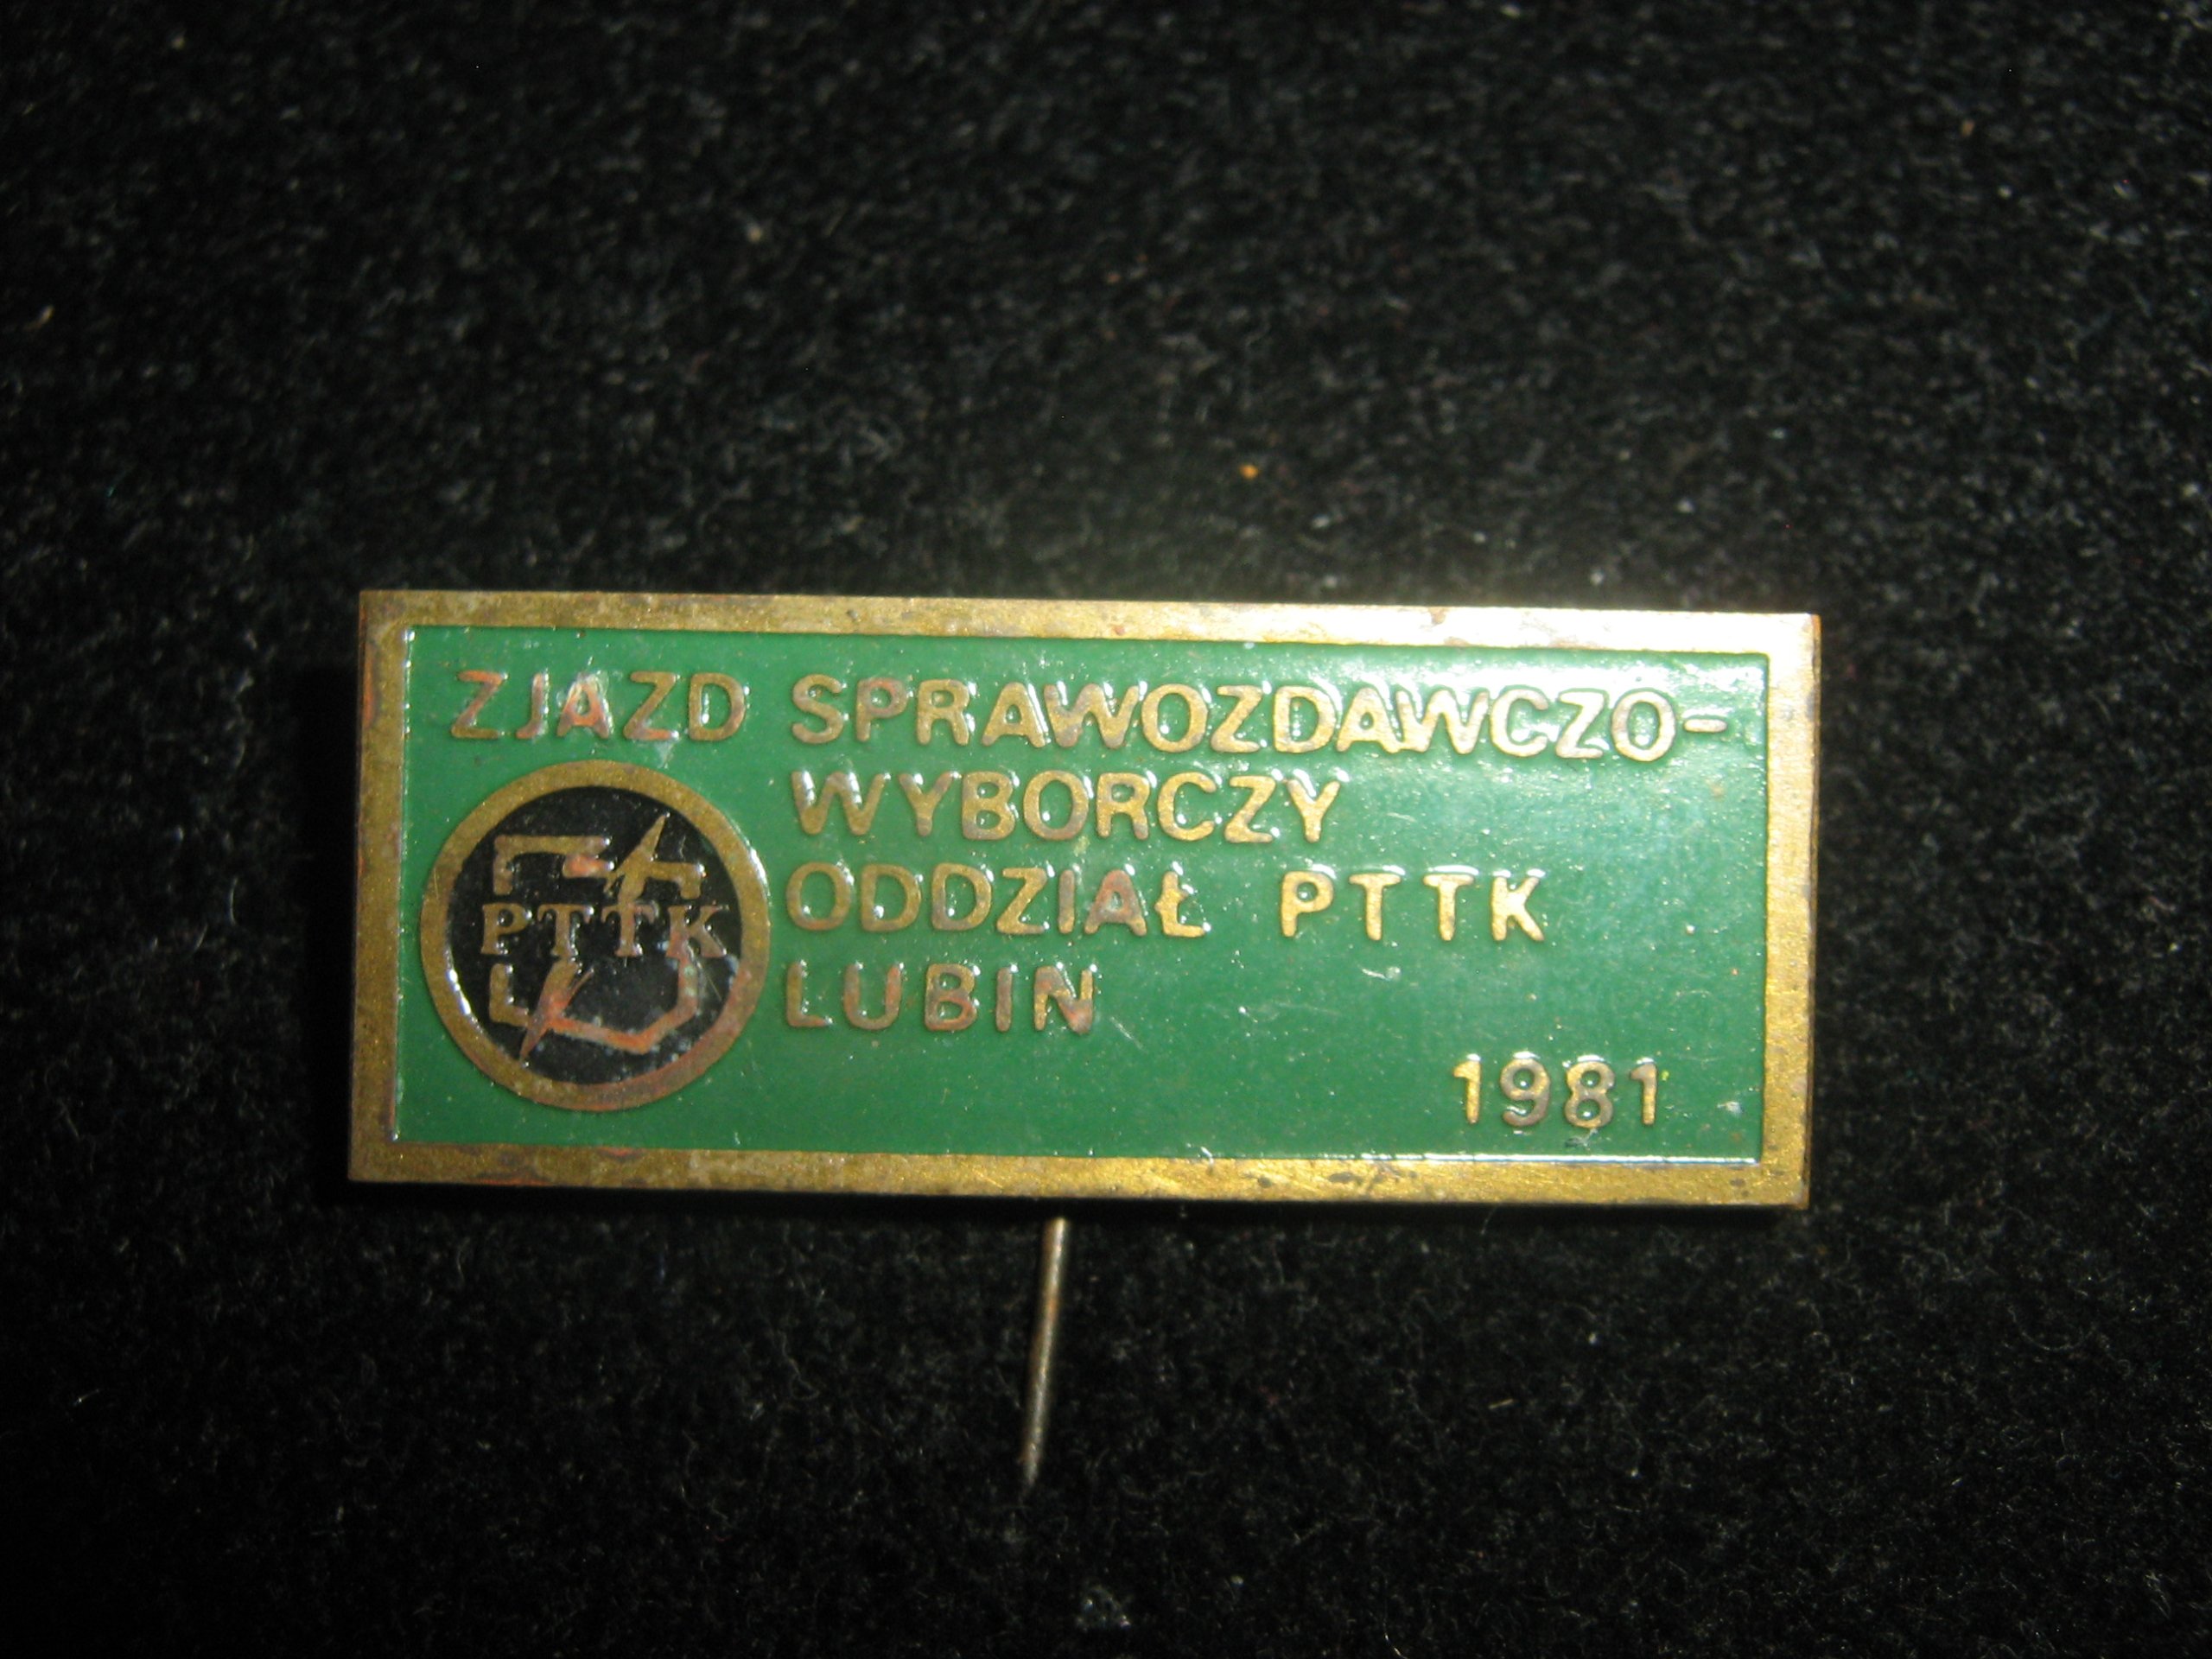 ZJAZD SPRAWOZDAWCZO-
WYBORCZY
ODDZIAŁ PTTK
LUBIN
PTTK
1981